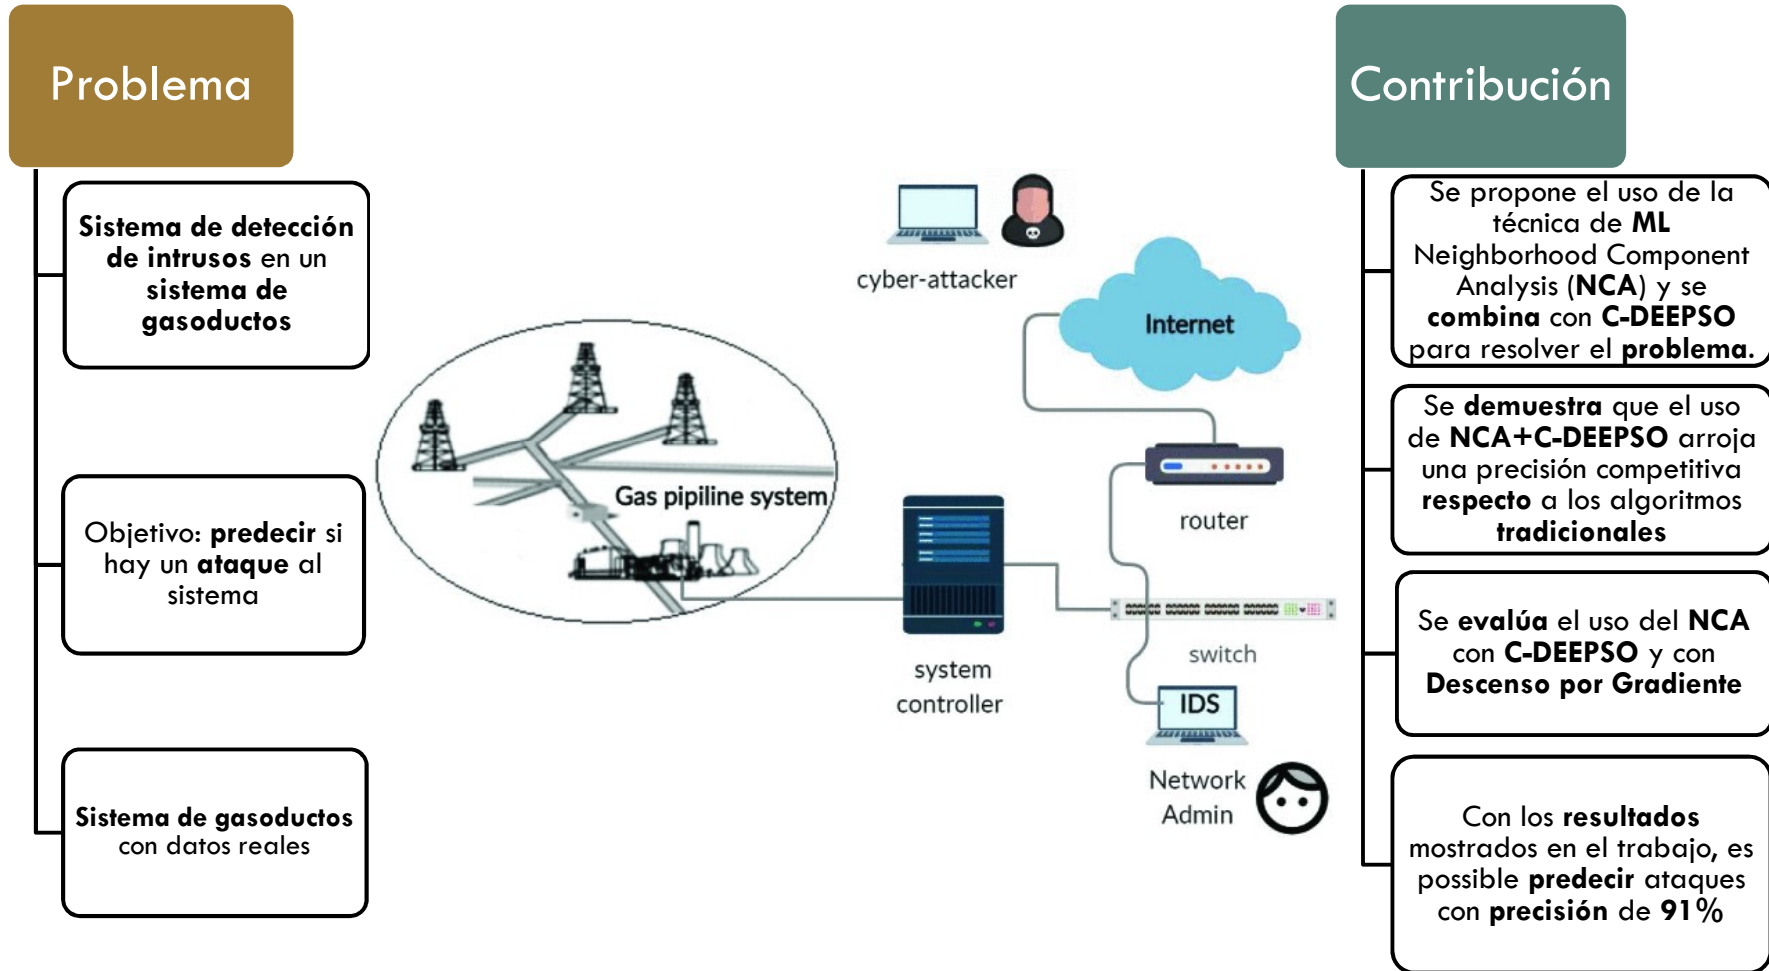 Problema
Sistema de detección
de intrusos en un
sistema de
gasoductos
Objetivo: predecir si
hay un ataque al
sistema
Sistema de gasoductos
con datos reales
cyber-attacker
Internet
Gas pipiline system
router
system
controller
switch
IDS
Network
Admin
Contribución
Se propone el uso de la
técnica de ML
Neighborhood Component
Analysis (NCA) y se
combina con C-DEEPSO
para resolver el problema.
Se demuestra que el uso
de NCA+C-DEEPSO arroja
una precisión competitiva
respecto a los algoritmos
tradicionales
Se evalúa el uso del NCA
con C-DEEPSO y con
Descenso por Gradiente
Con los resultados
mostrados en el trabajo, es
possible predecir ataques
con precisión de 91%